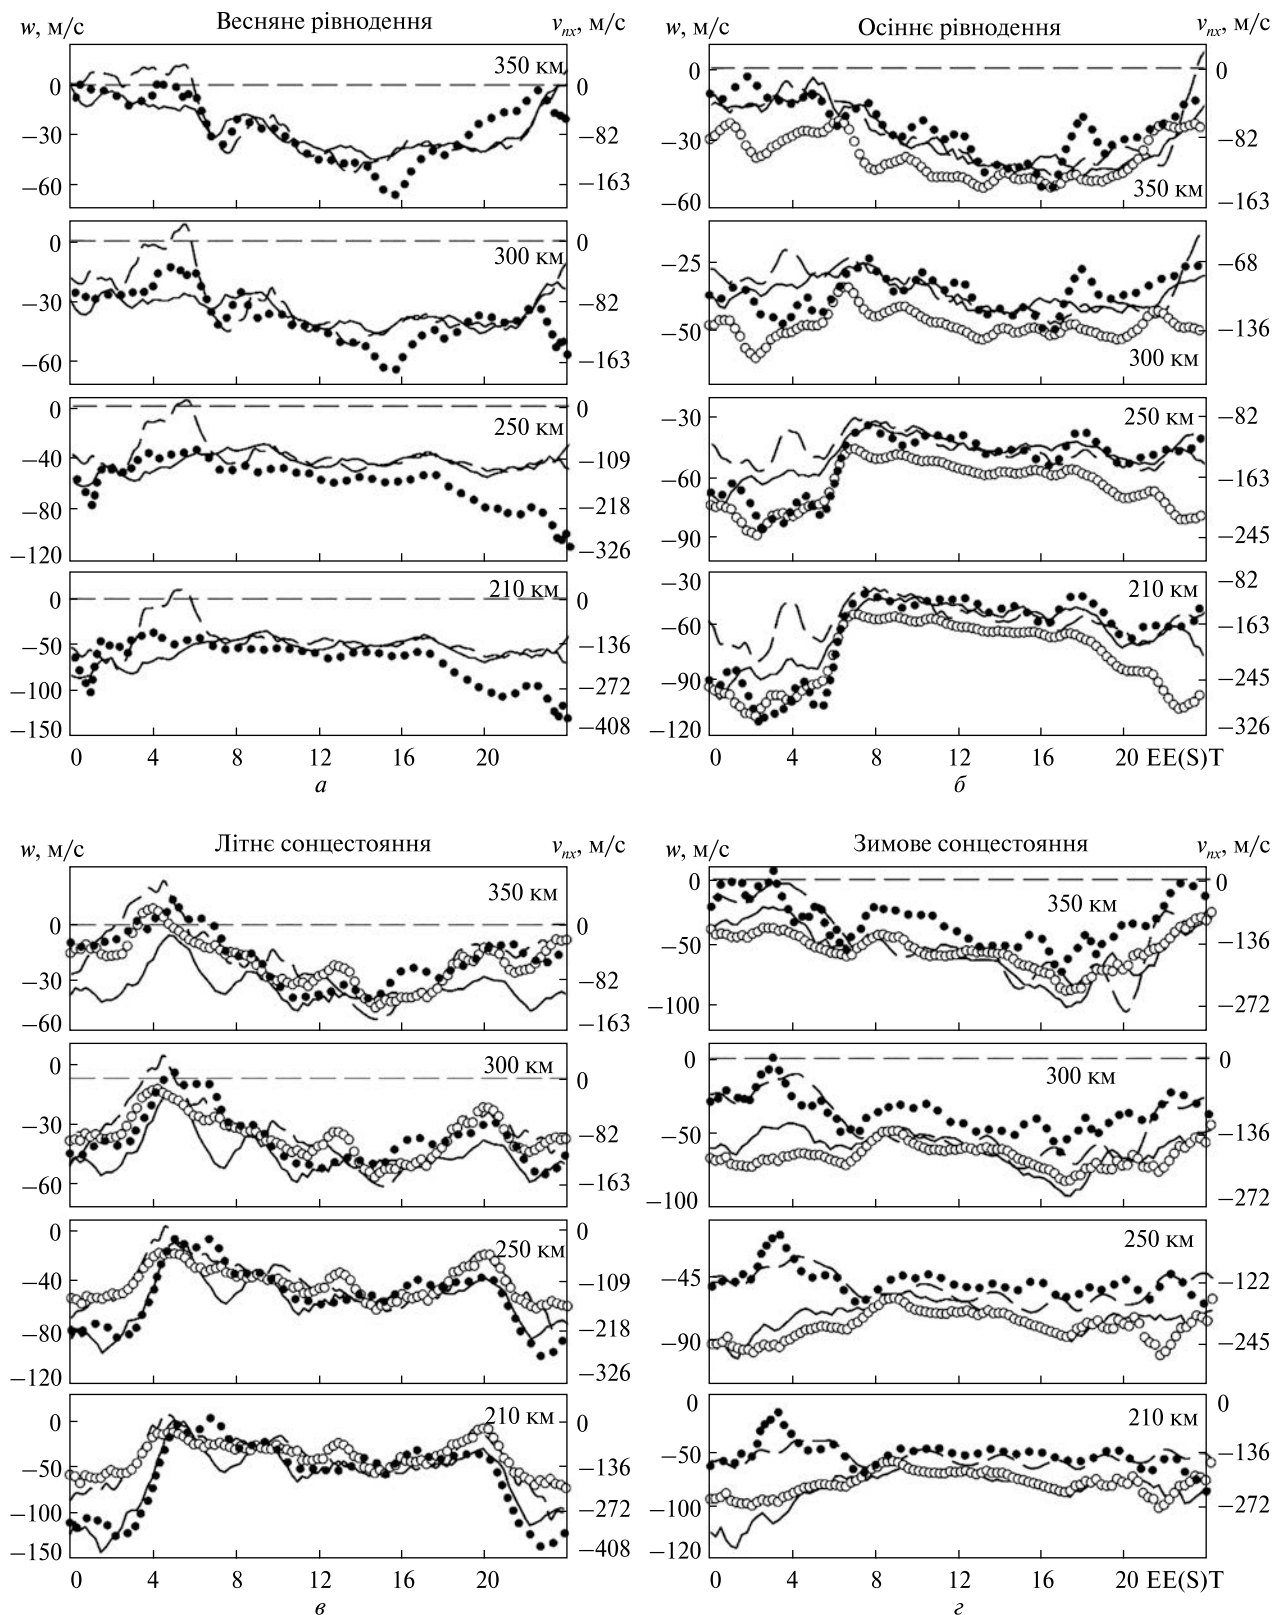 Весняне рівнодення
w, м/с
v_nx, м/с
350 км
0
−30
−60
0
−82
−163
300 км
0
−30
−60
0
−82
−163
250 км
0
−40
−80
−120
0
−109
−218
−326
210 км
0
−50
−100
−150
0
−136
−272
−408
0 4 8 12 16 20
а
Осіннє рівнодення
w, м/с
v_nx, м/с
0
−30
−60
0
−82
−163
350 км
−25
−50
−68
−136
300 км
250 км
−30
−60
−90
−82
−163
−245
210 км
−30
−60
−90
−120
−82
−163
−245
−326
0 4 8 12 16 20 EE(S)T
б
Літнє сонцестояння
w, м/с
v_nx, м/с
350 км
0
−30
−60
0
−82
−163
300 км
0
−30
−60
0
−82
−163
250 км
0
−40
−80
−120
0
−109
−218
−326
210 км
0
−50
−100
−150
0
−136
−272
−408
0 4 8 12 16 20
в
Зимове сонцестояння
w, м/с
v_nx, м/с
350 км
0
−50
−100
0
−136
−272
300 км
0
−50
−100
0
−136
−272
250 км
−45
−90
−122
−245
210 км
0
−50
−100
−120
0
−136
−272
0 4 8 12 16 20 EE(S)T
г